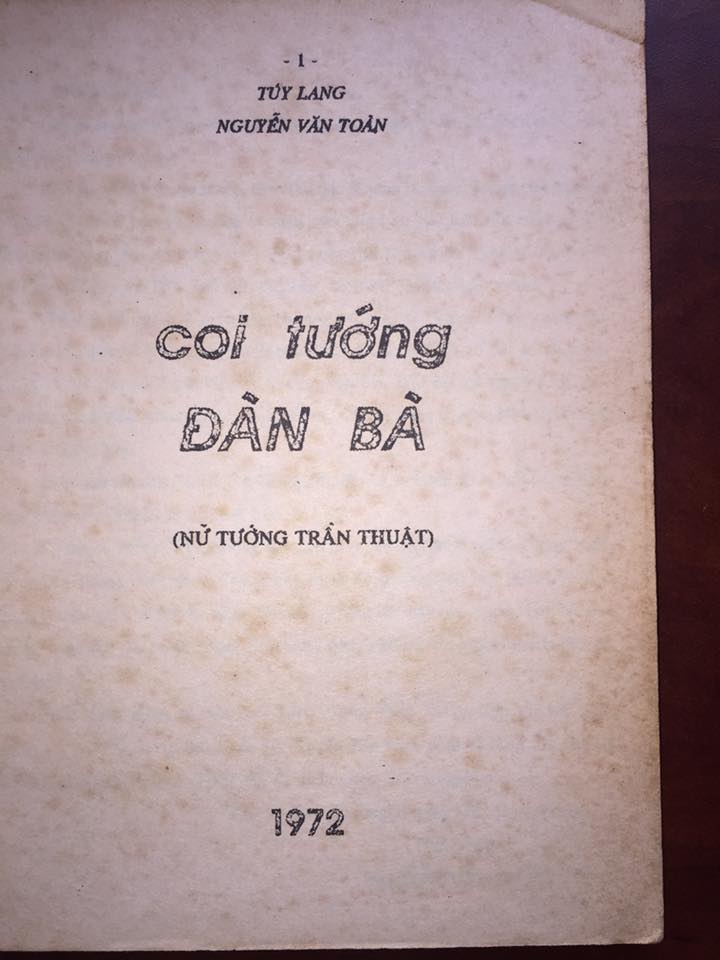 - 1 -
TÚY LANG
NGUYỄN VĂN TOÀN
coi tướng
ĐÀN BÀ
(NỮ TƯỚNG TRẦN THUẬT)
1972